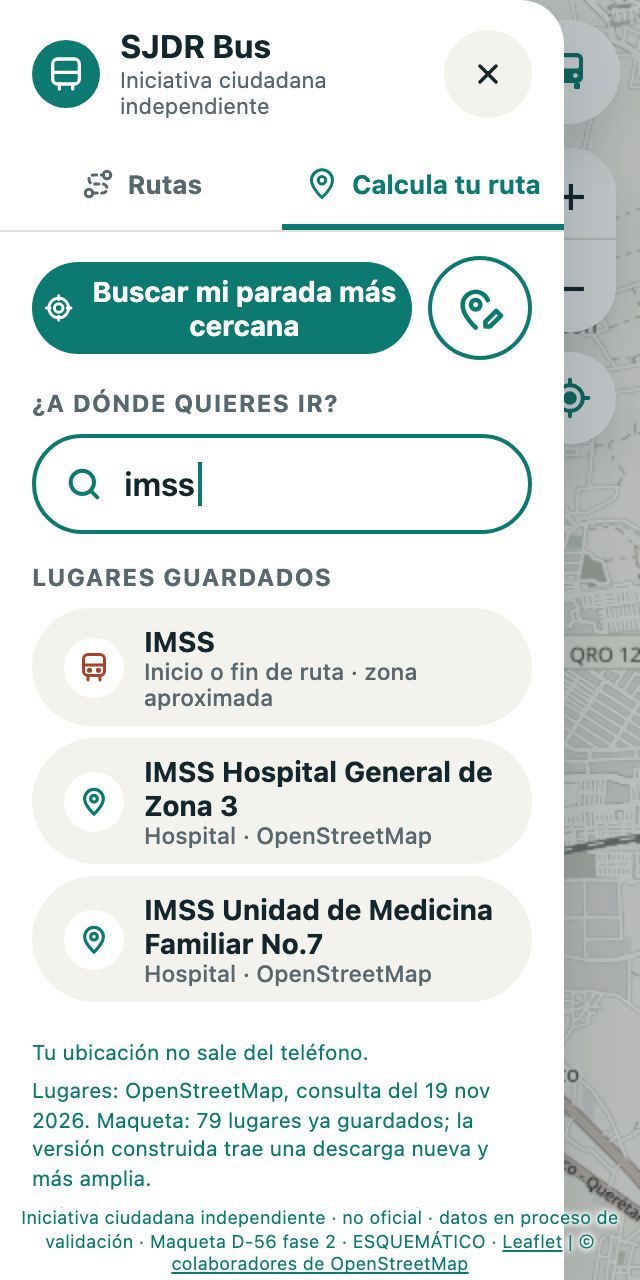 SJDR Bus
Iniciativa ciudadana
independiente
Rutas
Calcula tu ruta
Buscar mi parada más
cercana
¿A DÓNDE QUIERES IR?
imss
LUGARES GUARDADOS
IMSS
Inicio o fin de ruta · zona
aproximada
QRO 12
IMSS Hospital General de
Zona 3
Hospital · OpenStreetMap
IMSS Unidad de Medicina
Familiar No.7
Hospital · OpenStreetMap
Tu ubicación no sale del teléfono.
Lugares: OpenStreetMap, consulta del 19 nov
2026. Maqueta: 79 lugares ya guardados; la
versión construida trae una descarga nueva y
más amplia.
Iniciativa ciudadana independiente · no oficial · datos en proceso de
validación · Maqueta D-56 fase 2 · ESQUEMÁTICO · Leaflet | ©
colaboradores de OpenStreetMap